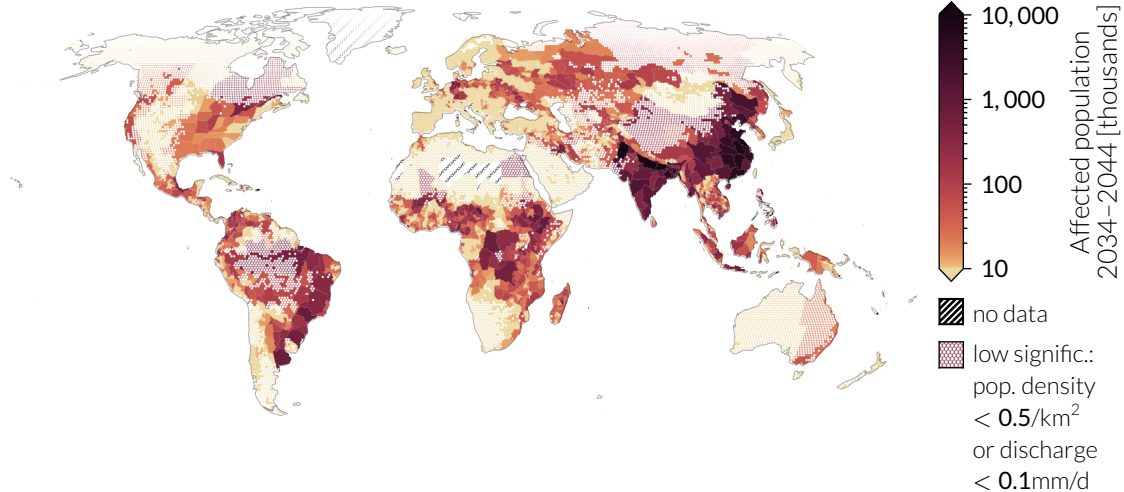 10,000
1,000
100
10
Affected population
2034–2044 [thousands]
no data
low signific.:
pop. density
< 0.5/km²
or discharge
< 0.1mm/d